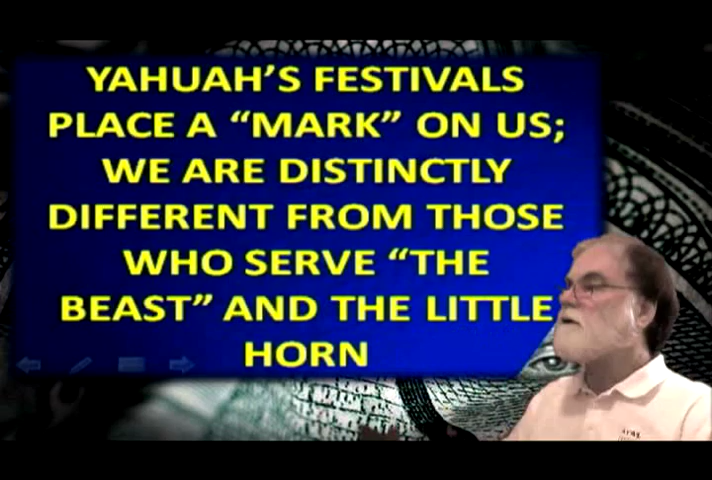 YAHUAH'S FESTIVALS
PLACE A “MARK” ON US;
WE ARE DISTINCTLY
DIFFERENT FROM THOSE
WHO SERVE “THE
BEAST” AND THE LITTLE
HORN